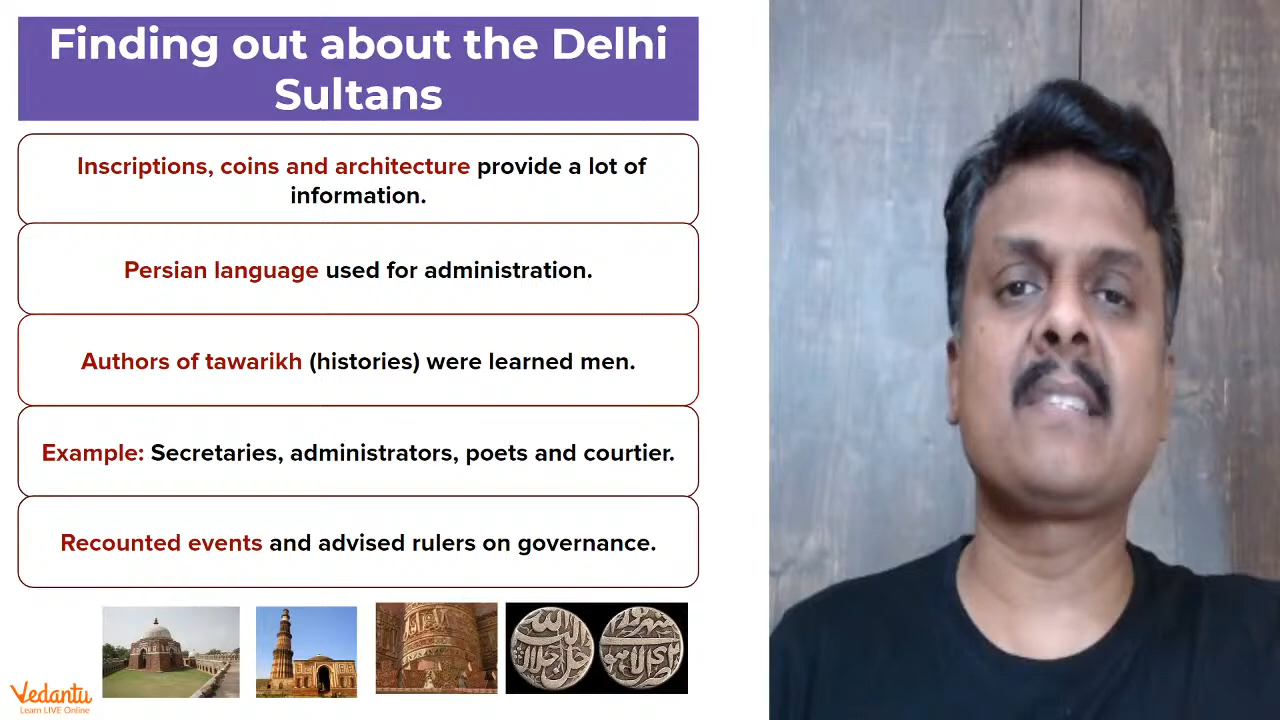 Finding out about the Delhi
Sultans
Inscriptions, coins and architecture provide a lot of
information.
Persian language used for administration.
Authors of tawarikh (histories) were learned men.
Example: Secretaries, administrators, poets and courtier.
Recounted events and advised rulers on governance.
Vedantu
Learn LIVE Online